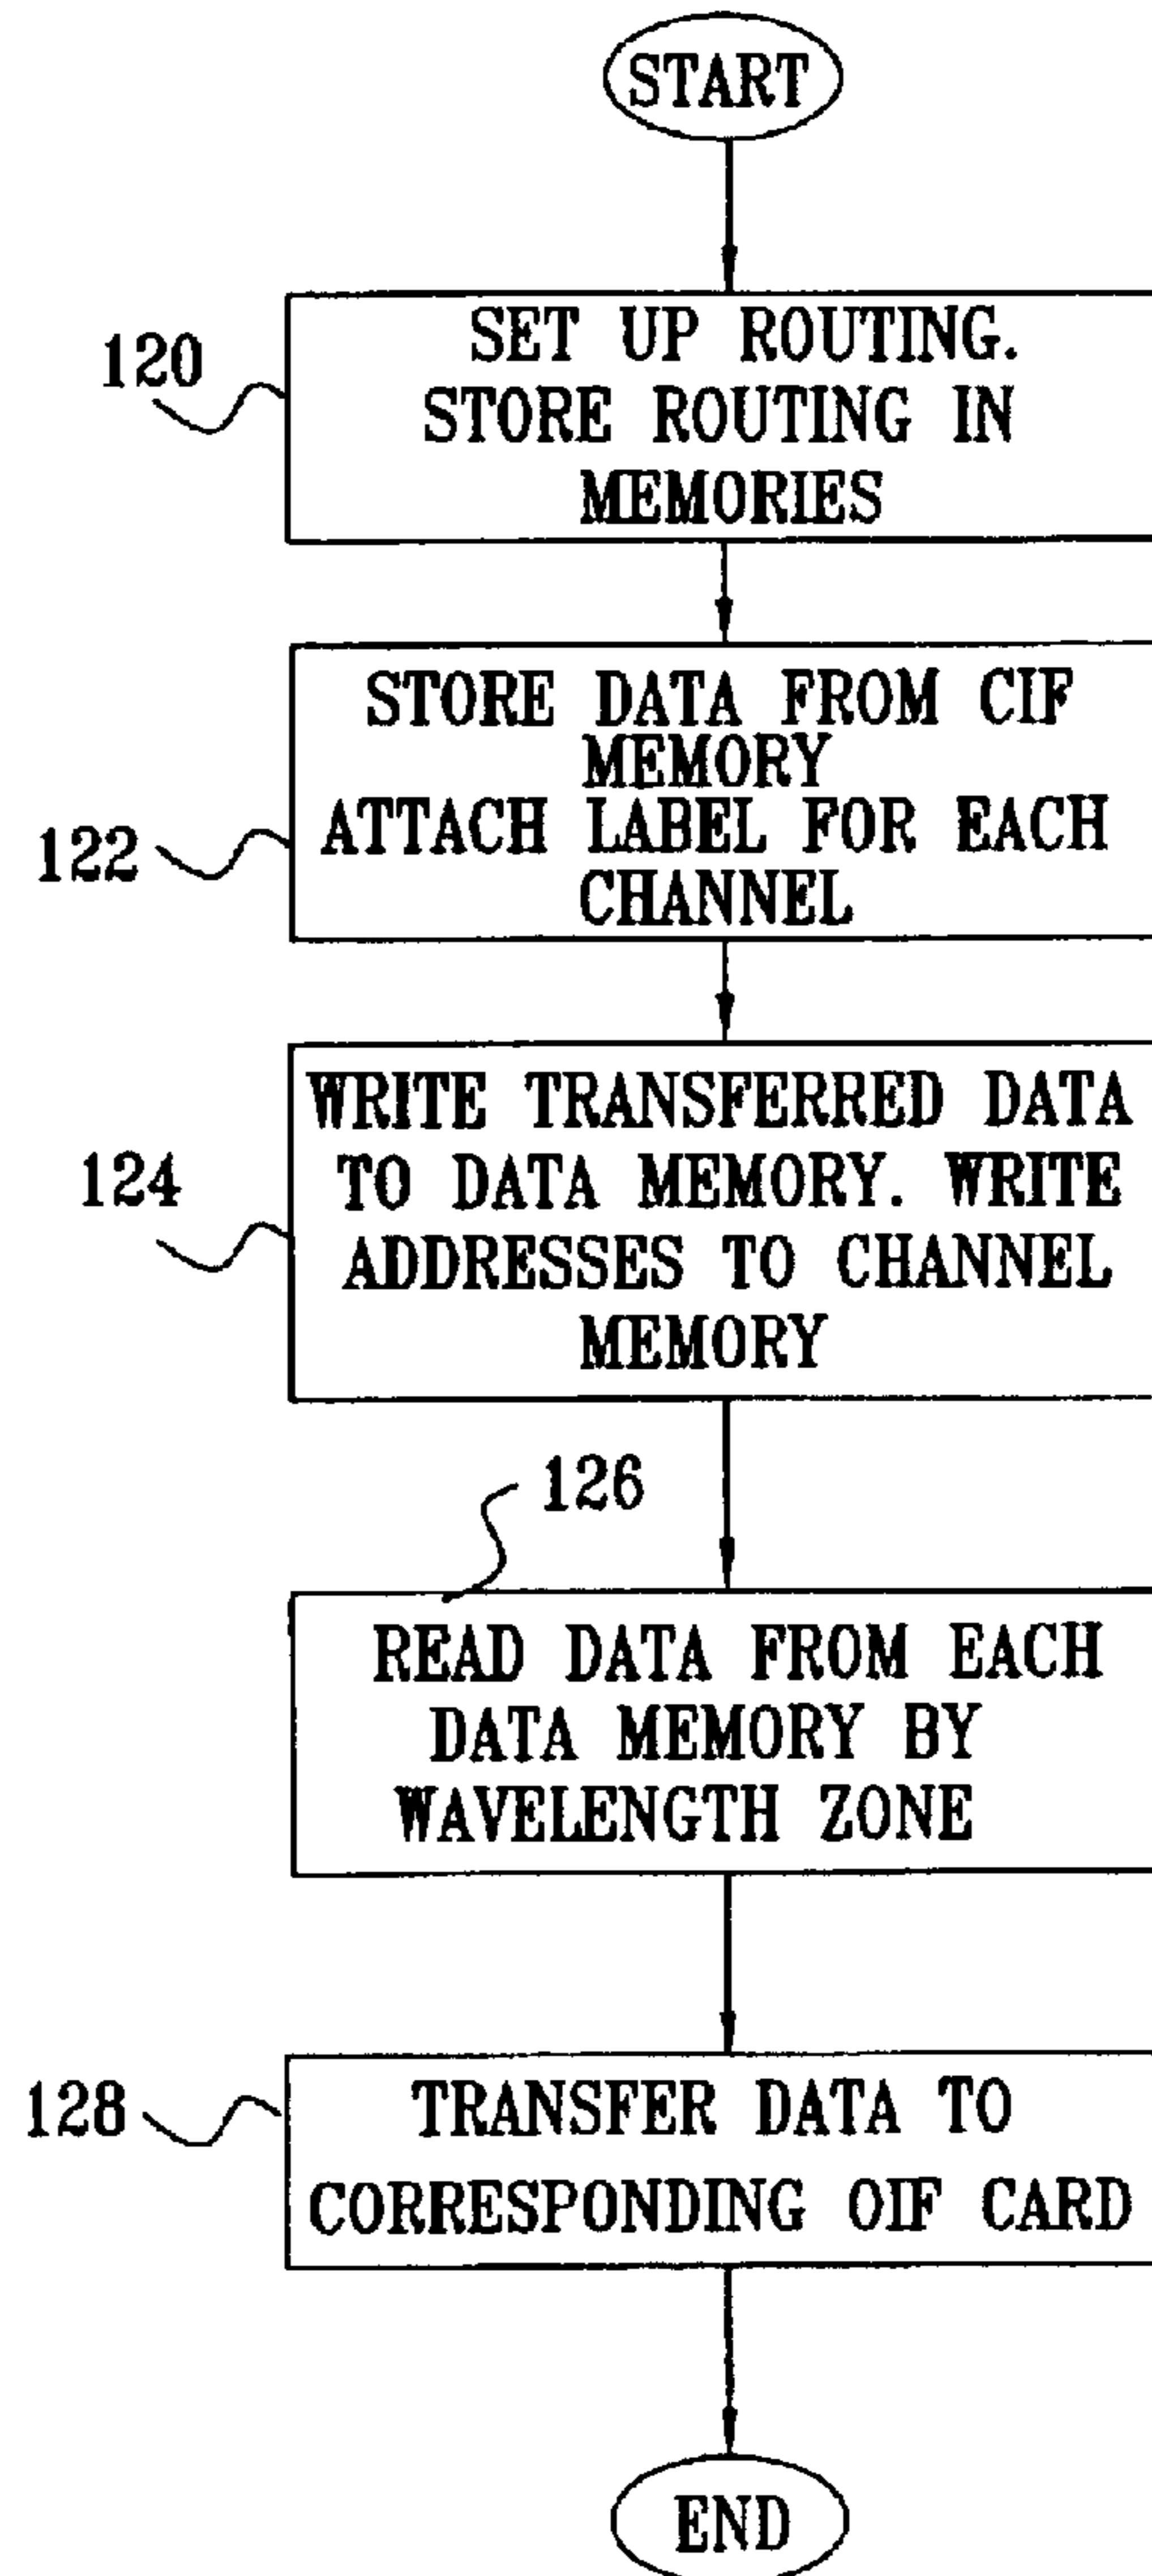 START
120
SET UP ROUTING.
STORE ROUTING IN
MEMORIES
STORE DATA FROM CIF
MEMORY
122
ATTACH LABEL FOR EACH
CHANNEL
124
WRITE TRANSFERRED DATA
TO DATA MEMORY. WRITE
ADDRESSES TO CHANNEL
MEMORY
126
READ DATA FROM EACH
DATA MEMORY BY
WAVELENGTH ZONE
128
TRANSFER DATA TO
CORRESPONDING OIF CARD
END